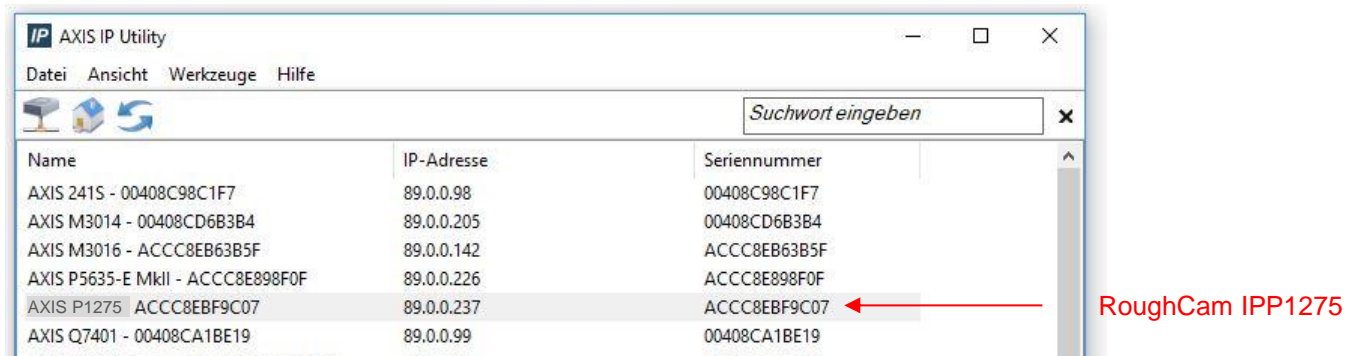 IP AXIS IP Utility
Datei Ansicht Werkzeuge Hilfe
Suchwort eingeben
Name IP-Adresse Seriennummer
AXIS 241S - 00408C98C1F7 89.0.0.98 00408C98C1F7
AXIS M3014 - 00408CD6B3B4 89.0.0.205 00408CD6B3B4
AXIS M3016 - ACCC8EB63B5F 89.0.0.142 ACCC8EB63B5F
AXIS P5635-E MkII - ACCC8E898F0F 89.0.0.226 ACCC8E898F0F
AXIS P1275 ACCC8EBF9C07 89.0.0.237 ACCC8EBF9C07 RoughCam IPP1275
AXIS Q7401 - 00408CA1BE19 89.0.0.99 00408CA1BE19